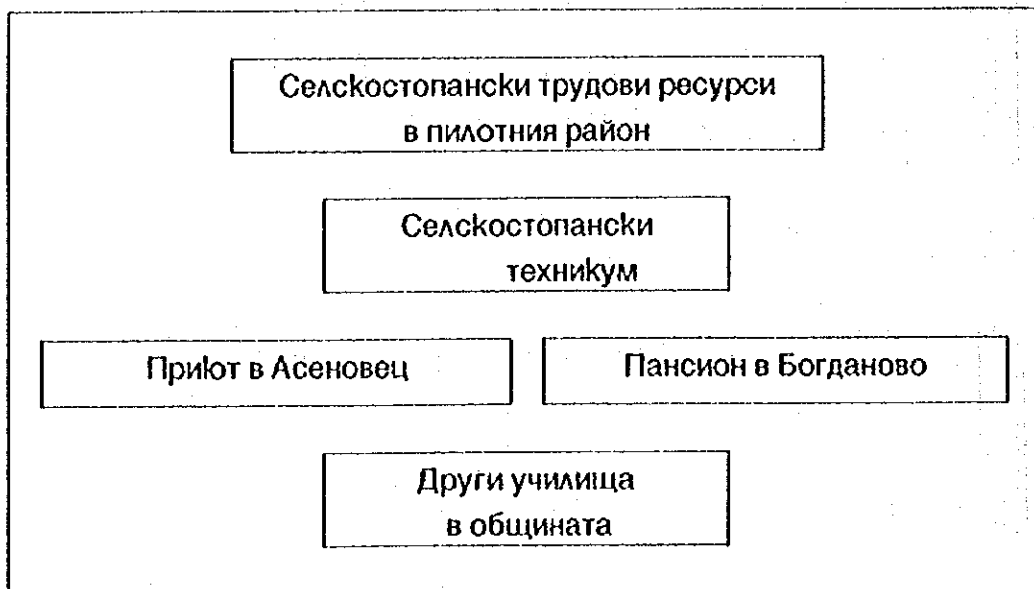 Селскостопански трудови ресурси
в пилотния район
Селскостопански
техникум
Приют в Асеновец
Пансион в Богданово
Други училища
в общината